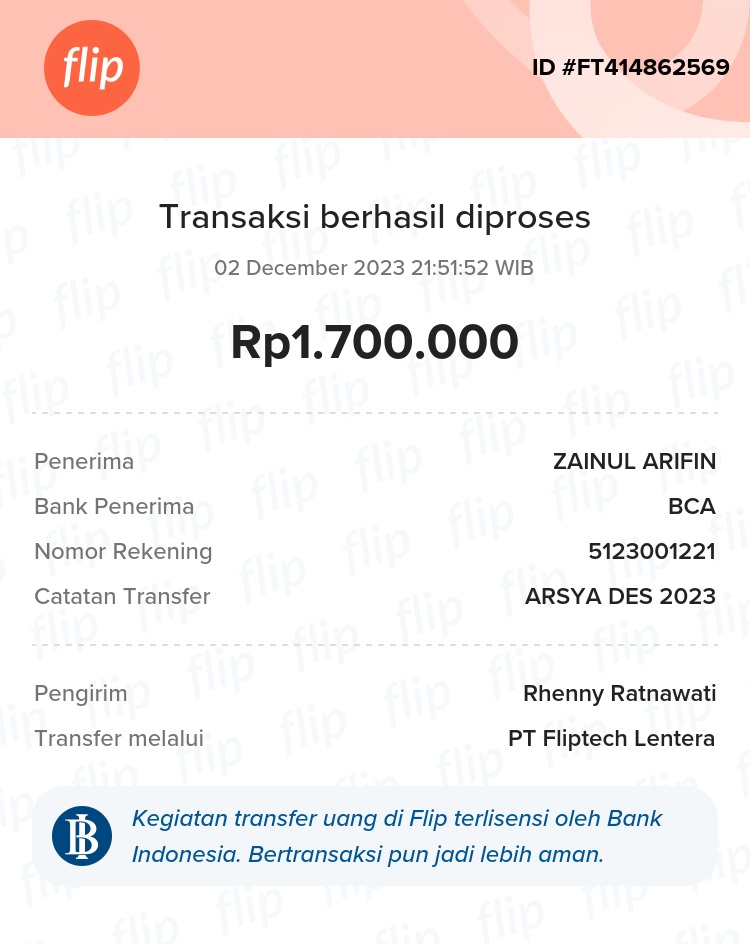 flip
ID #FT414862569
Transaksi berhasil diproses
02 December 2023 21:51:52 WIB
Rp1.700.000
Penerima ZAINUL ARIFIN
Bank Penerima BCA
Nomor Rekening 5123001221
Catatan Transfer ARSYA DES 2023
Pengirim Rhenny Ratnawati
Transfer melalui PT Fliptech Lentera
Kegiatan transfer uang di Flip terlisensi oleh Bank
Indonesia. Bertransaksi pun jadi lebih aman.